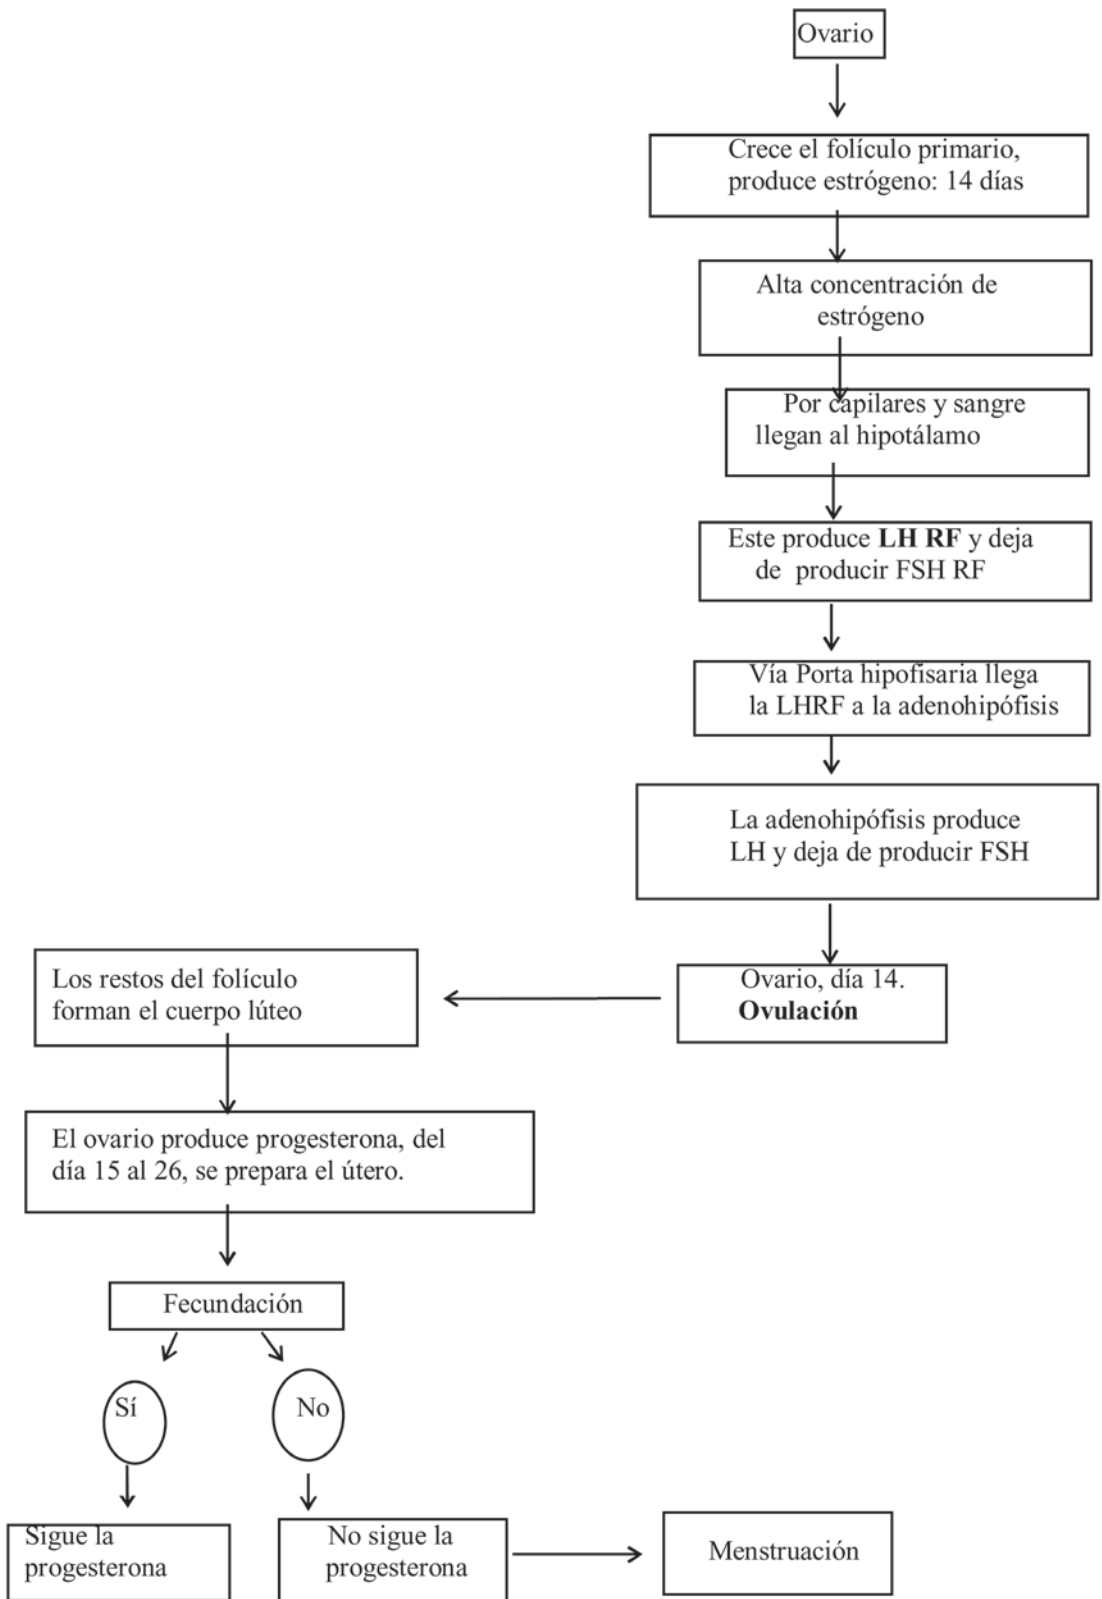 Ovario
Crece el folículo primario,
produce estrógeno: 14 días
Alta concentración de
estrógeno
Por capilares y sangre
llegan al hipotálamo
Este produce LH RF y deja
de producir FSH RF
Vía Porta hipofisaria llega
la LHRF a la adenohipófisis
La adenohipófisis produce
LH y deja de producir FSH
Ovario, día 14.
Ovulación
Los restos del folículo
forman el cuerpo lúteo
El ovario produce progesterona, del
día 15 al 26, se prepara el útero.
Fecundación
Sí
No
Sigue la
progesterona
No sigue la
progesterona
Menstruación